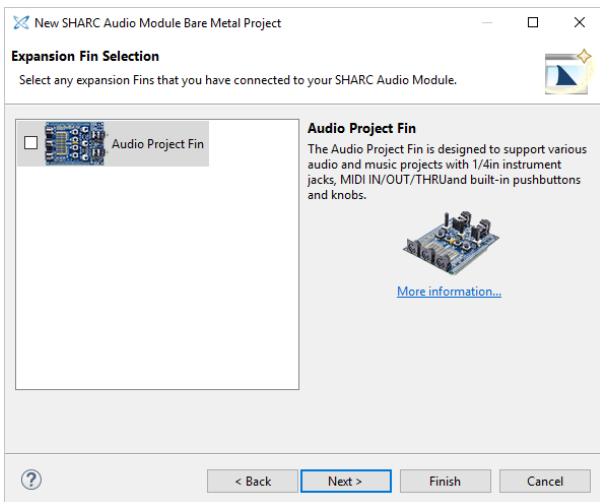 New SHARC Audio Module Bare Metal Project
Expansion Fin Selection
Select any expansion Fins that you have connected to your SHARC Audio Module.
Audio Project Fin
Audio Project Fin
The Audio Project Fin is designed to support various
audio and music projects with 1/4in instrument
jacks, MIDI IN/OUT/THRUand built-in pushbuttons
and knobs.
More information...
?
< Back
Next >
Finish
Cancel